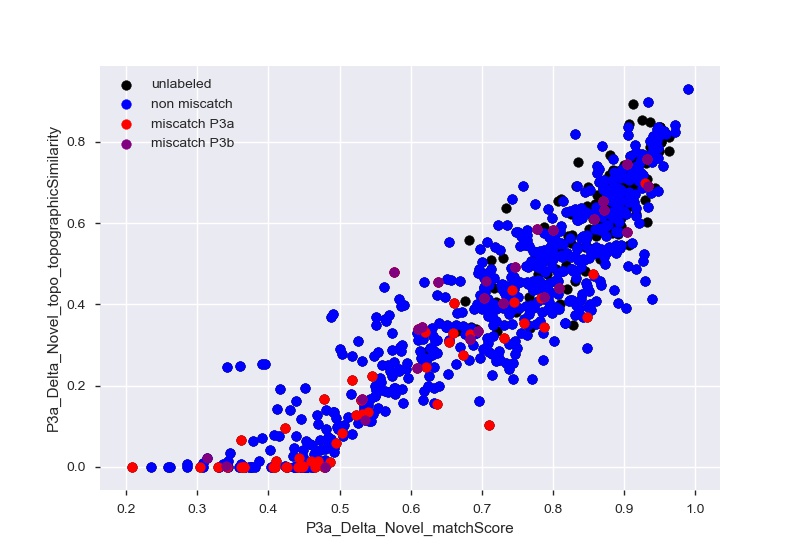 unlabeled
non miscatch
miscatch P3a
miscatch P3b
P3a_Delta_Novel_topo_topographicSimilarity
0.8
0.6
0.4
0.2
0.0
0.2 0.3 0.4 0.5 0.6 0.7 0.8 0.9 1.0
P3a_Delta_Novel_matchScore